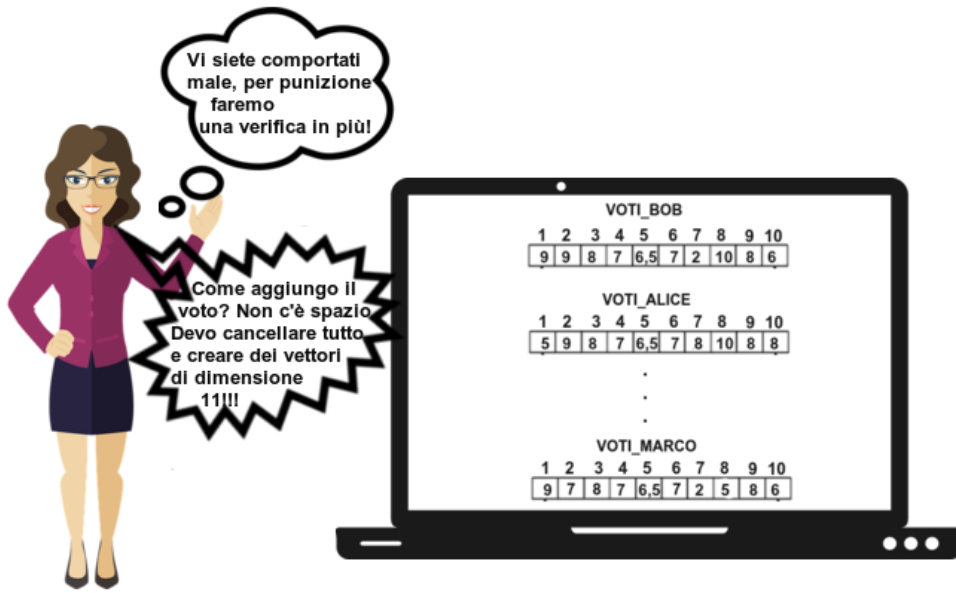 Vi siete comportati
male, per punizione
faremo
una verifica in più!
Come aggiungo il
voto? Non c'è spazio
Devo cancellare tutto
e creare dei vettori
di dimensione
11!!!
VOTI_BOB
1 2 3 4 5 6 7 8 9 10
9 9 8 7 6,5 7 2 10 8 6
VOTI_ALICE
1 2 3 4 5 6 7 8 9 10
5 9 8 7 6,5 7 8 10 8 8
.
.
.
VOTI_MARCO
1 2 3 4 5 6 7 8 9 10
9 7 8 7 6,5 7 2 5 8 6